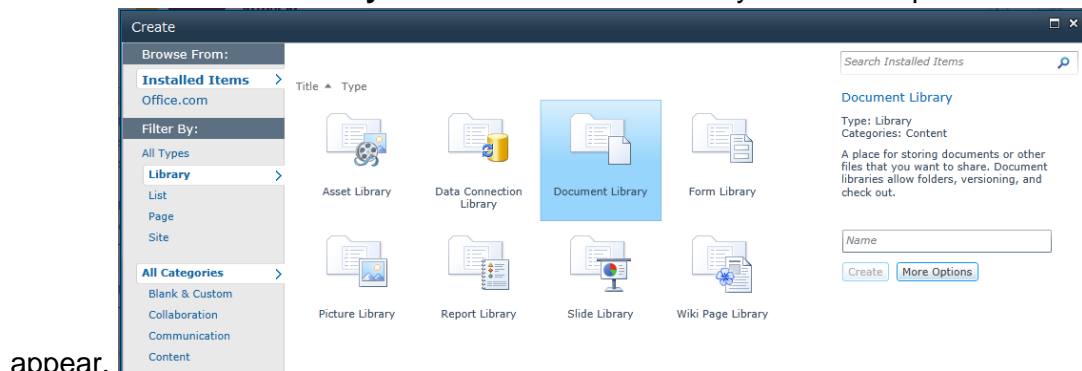 Create
Browse From:
Installed Items
Office.com
Filter By:
All Types
Library
List
Page
Site
All Categories
Blank & Custom
Collaboration
Communication
Content
Title Type
Asset Library
Data Connection
Library
Document Library
Form Library
Picture Library
Report Library
Slide Library
Wiki Page Library
Search Installed Items
Document Library
Type: Library
Categories: Content
A place for storing documents or other
files that you want to share. Document
libraries allow folders, versioning, and
check out.
Name
Create More Options
appear.